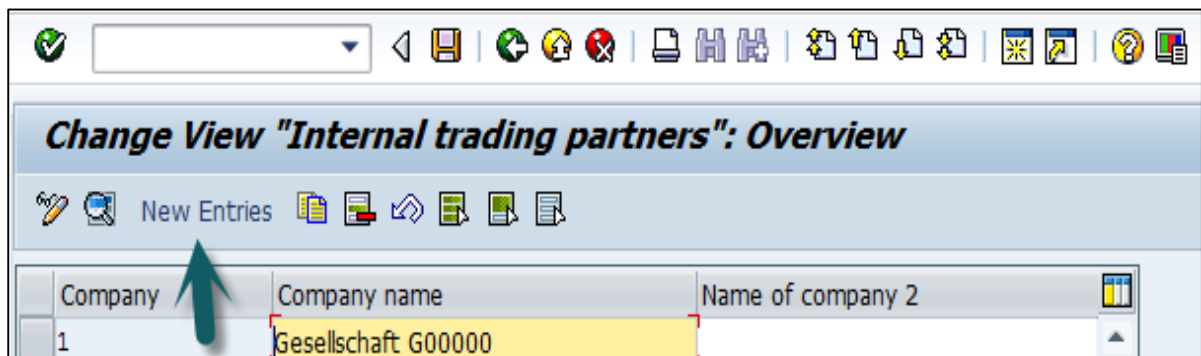 Change View "Internal trading partners": Overview
New Entries
Company Company name Name of company 2
1 Gesellschaft G00000